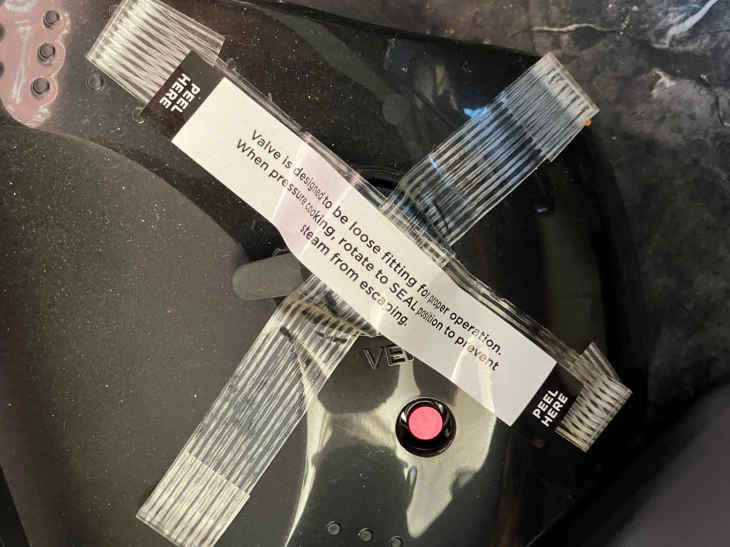 PEEL
HERE
Valve is designed to be loose fitting for proper operation.
When pressure cooking, rotate to SEAL position to prevent
steam from escaping.
PEEL
HERE